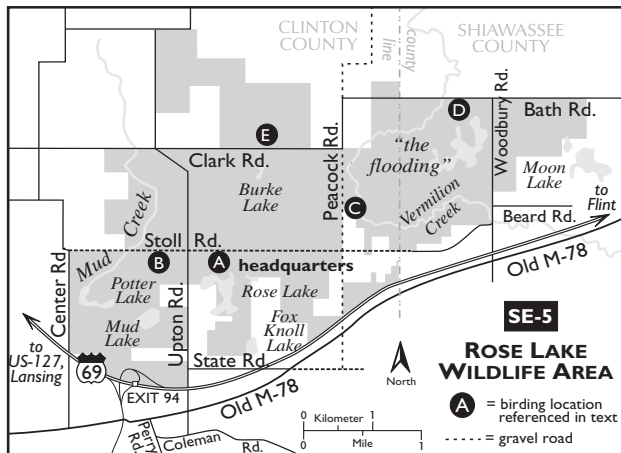 CLINTON
COUNTY
county
line
SHIAWASSEE
COUNTY
Woodbury Rd.
D
Bath Rd.
E
Clark Rd.
Peacock Rd.
"the
flooding"
Moon
Lake
Burke
Lake
to
Flint
C
Vermilion
Creek
Beard Rd.
Mud Creek
Stoll Rd.
B
A
headquarters
Old M-78
Center Rd
Potter
Lake
Upton Rd.
Rose Lake
Mud
Lake
Fox
Knoll
Lake
SE-5
to
US-127,
Lansing
69
State Rd.
ROSE LAKE
WILDLIFE AREA
North
EXIT 94
Old M-78
A = birding location
referenced in text
Perry Rd.
Coleman Rd.
0 Kilometer 1
0 Mile 1
= gravel road